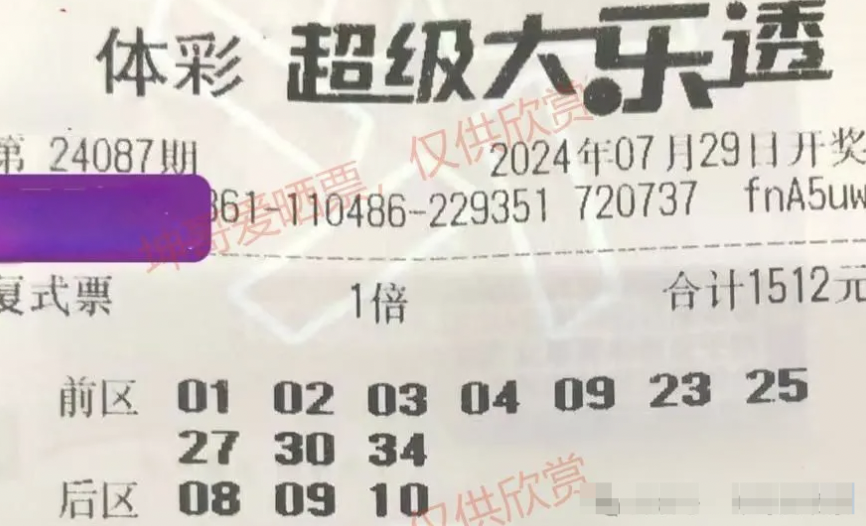 体彩 超级大乐透
第 24087期 2024年07月29日开奖
361-110486-229351 720737 fnA5uw
复式票 1倍 合计1512元
前区 01 02 03 04 09 23 25
27 30 34
后区 08 09 10
坤哥爱晒票，仅供欣赏
仅供欣赏